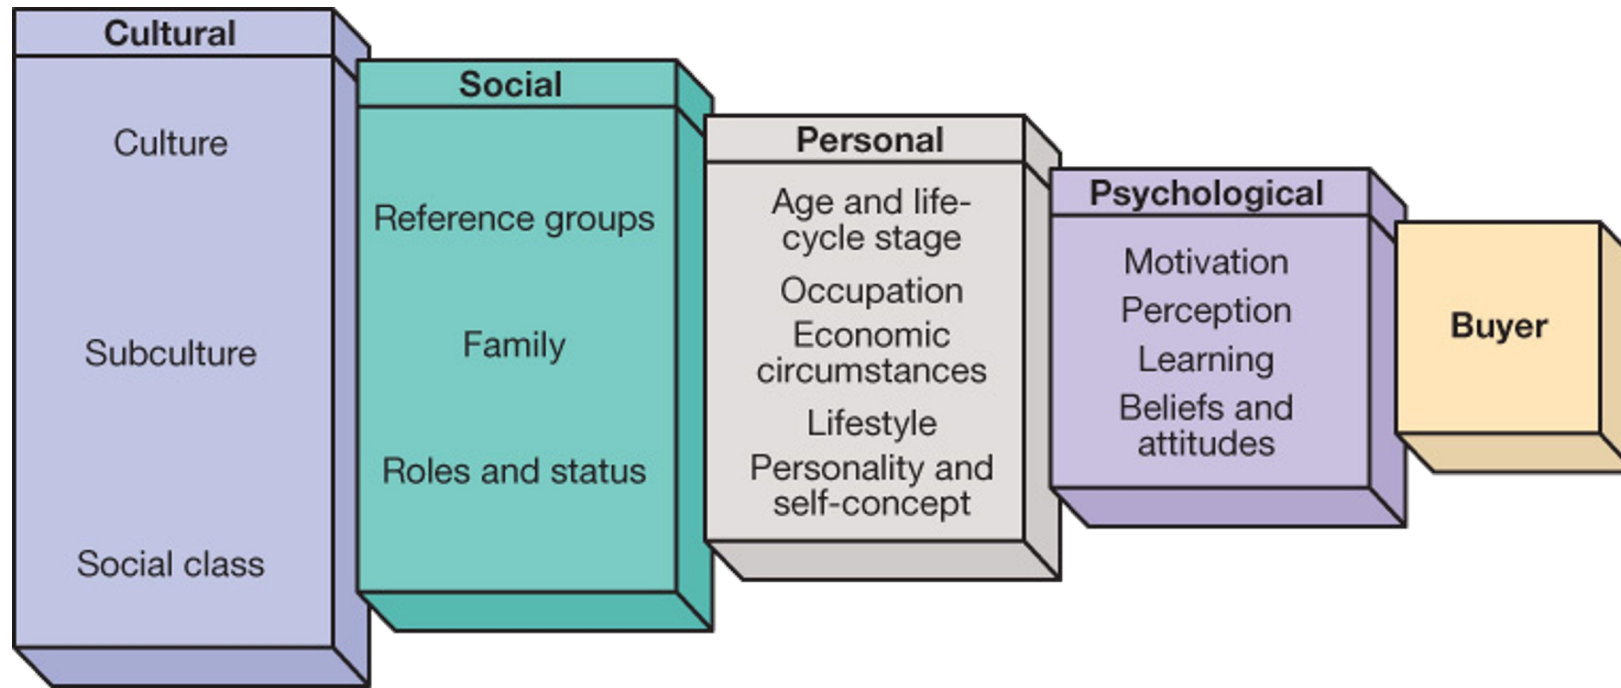 Cultural
Culture
Subculture
Social class
Social
Reference groups
Family
Roles and status
Personal
Age and life-
cycle stage
Occupation
Economic
circumstances
Lifestyle
Personality and
self-concept
Psychological
Motivation
Perception
Learning
Beliefs and
attitudes
Buyer